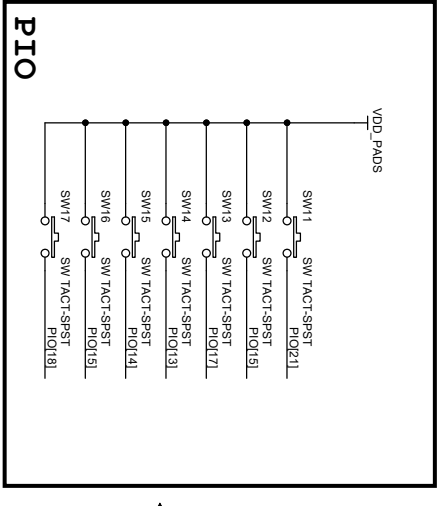 VDD_PADS
SW11 SW TACT-SPST
PIO[21]
SW12 SW TACT-SPST
PIO[15]
SW13 SW TACT-SPST
PIO[17]
SW14 SW TACT-SPST
PIO[13]
SW15 SW TACT-SPST
PIO[14]
SW16 SW TACT-SPST
PIO[15]
SW17 SW TACT-SPST
PIO[18]
PIO